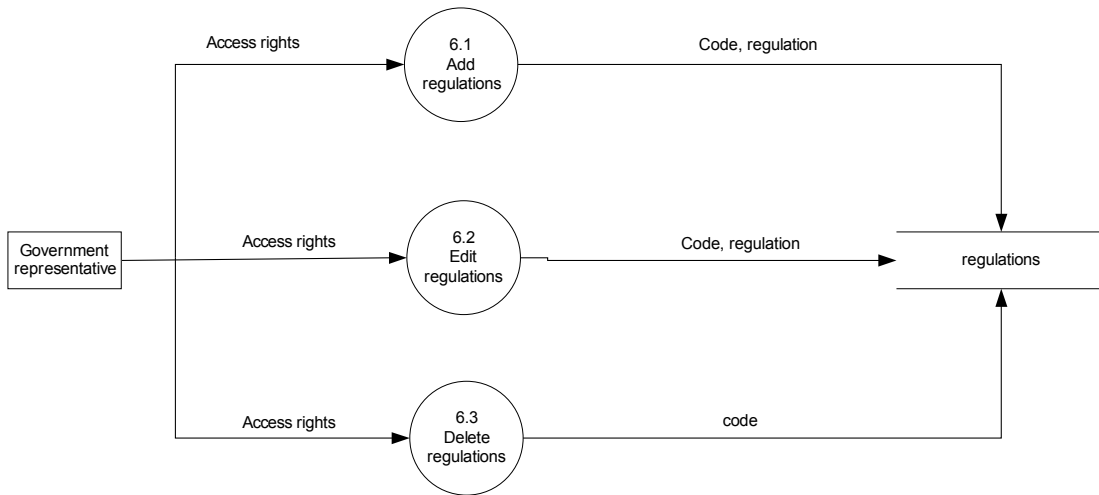 Access rights
6.1
Add
regulations
Code, regulation
Government
representative
Access rights
6.2
Edit
regulations
Code, regulation
regulations
Access rights
6.3
Delete
regulations
code